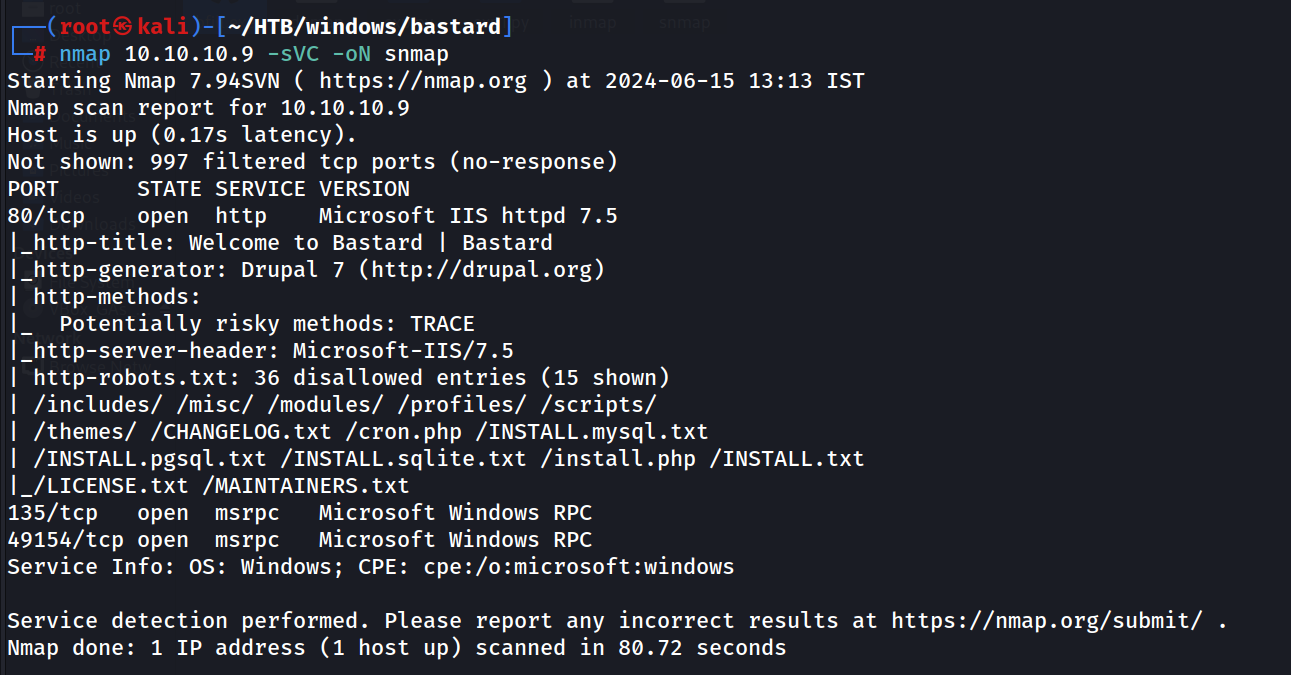 ┌──(root㉿kali)-[~/HTB/windows/bastard]
└─# nmap 10.10.10.9 -sVC -oN snmap
Starting Nmap 7.94SVN ( https://nmap.org ) at 2024-06-15 13:13 IST
Nmap scan report for 10.10.10.9
Host is up (0.17s latency).
Not shown: 997 filtered tcp ports (no-response)
PORT      STATE SERVICE VERSION
80/tcp    open  http    Microsoft IIS httpd 7.5
|_http-title: Welcome to Bastard | Bastard
|_http-generator: Drupal 7 (http://drupal.org)
| http-methods:
|_  Potentially risky methods: TRACE
|_http-server-header: Microsoft-IIS/7.5
| http-robots.txt: 36 disallowed entries (15 shown)
| /includes/ /misc/ /modules/ /profiles/ /scripts/
| /themes/ /CHANGELOG.txt /cron.php /INSTALL.mysql.txt
| /INSTALL.pgsql.txt /INSTALL.sqlite.txt /install.php /INSTALL.txt
|_/LICENSE.txt /MAINTAINERS.txt
135/tcp   open  msrpc   Microsoft Windows RPC
49154/tcp open  msrpc   Microsoft Windows RPC
Service Info: OS: Windows; CPE: cpe:/o:microsoft:windows

Service detection performed. Please report any incorrect results at https://nmap.org/submit/ .
Nmap done: 1 IP address (1 host up) scanned in 80.72 seconds